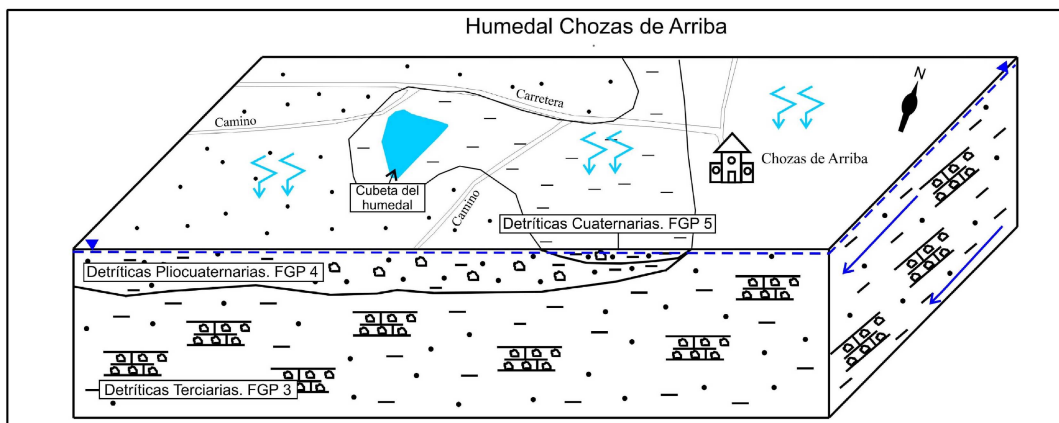 Humedal Chozas de Arriba
N
Carretera
Camino
Chozas de Arriba
Cubeta del
humedal
Camino
Detríticas Cuaternarias. FGP 5
Detríticas Pliocuaternarias. FGP 4
Detríticas Terciarias. FGP 3